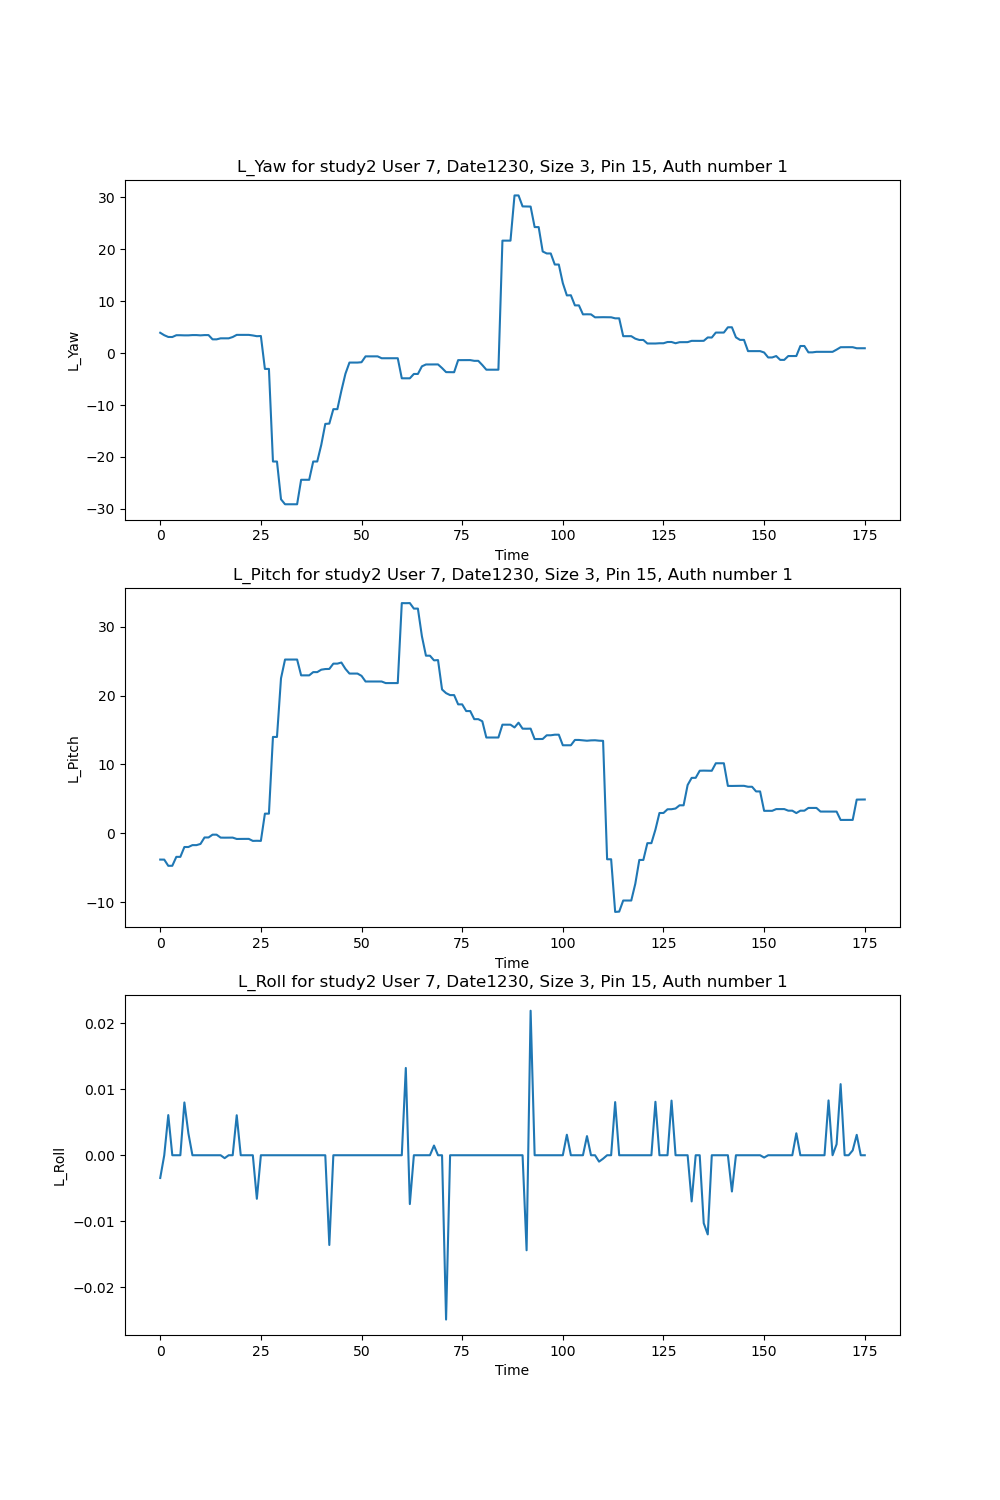 L_Yaw for study2 User 7, Date1230, Size 3, Pin 15, Auth number 1
30
20
10
0
−10
−20
−30
L_Yaw
0 25 50 75 100 125 150 175
Time
L_Pitch for study2 User 7, Date1230, Size 3, Pin 15, Auth number 1
30
20
10
0
−10
L_Pitch
0 25 50 75 100 125 150 175
Time
L_Roll for study2 User 7, Date1230, Size 3, Pin 15, Auth number 1
0.02
0.01
0.00
−0.01
−0.02
L_Roll
0 25 50 75 100 125 150 175
Time